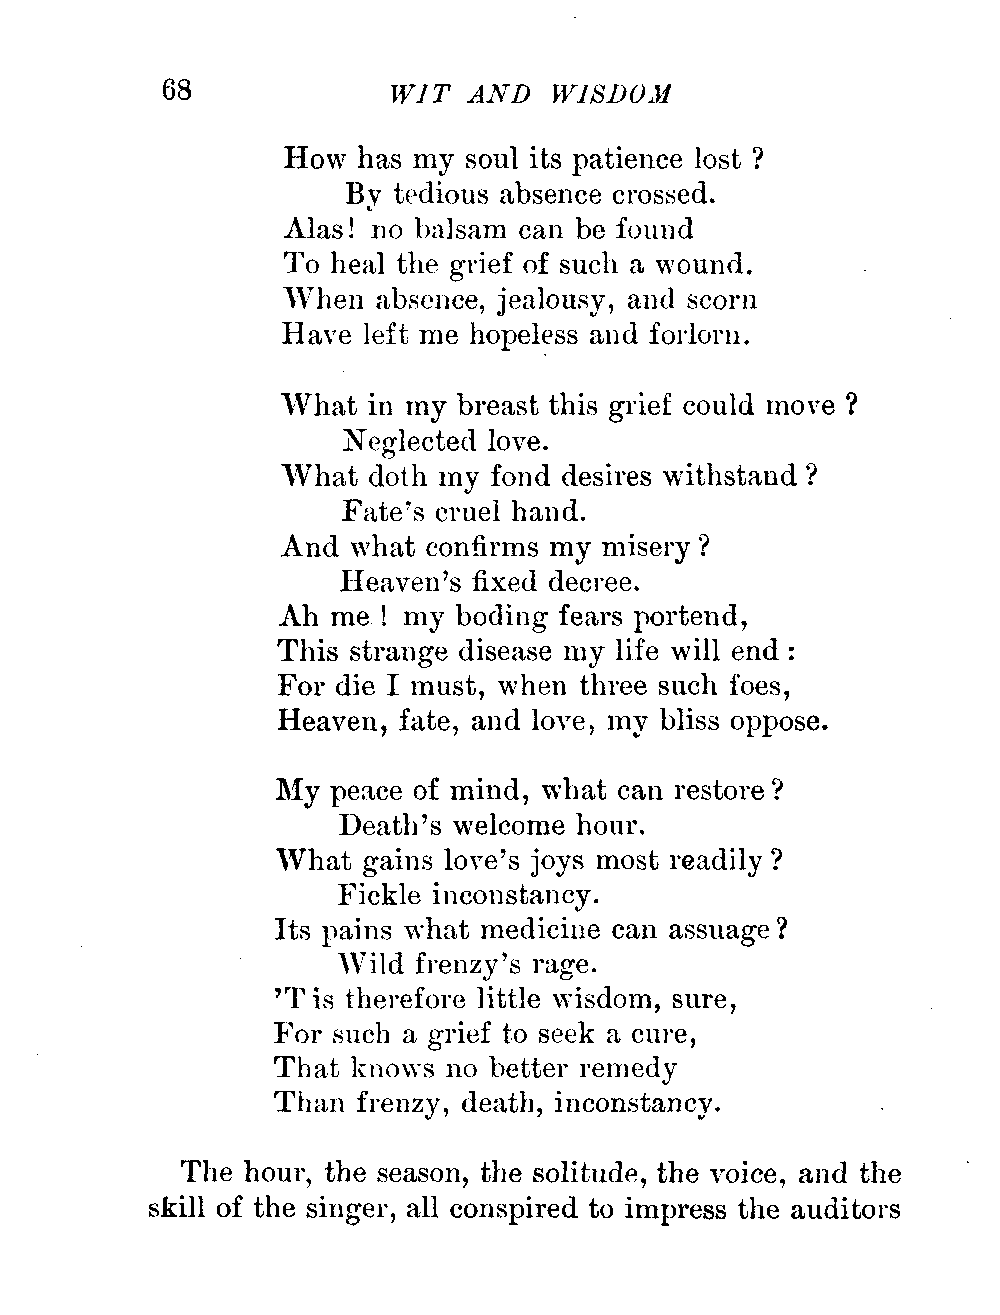 68 WIT AND WISDOM
How has my soul its patience lost ?
By tedious absence crossed.
Alas! no balsam can be found
To heal the grief of such a wound.
When absence, jealousy, and scorn
Have left me hopeless and forlorn.
What in my breast this grief could move ?
Neglected love.
What doth my fond desires withstand ?
Fate's cruel hand.
And what confirms my misery ?
Heaven's fixed decree.
Ah me ! my boding fears portend,
This strange disease my life will end :
For die I must, when three such foes,
Heaven, fate, and love, my bliss oppose.
My peace of mind, what can restore ?
Death's welcome hour.
What gains love's joys most readily ?
Fickle inconstancy.
Its pains what medicine can assuage ?
Wild frenzy's rage.
'Tis therefore little wisdom, sure,
For such a grief to seek a cure,
That knows no better remedy
Than frenzy, death, inconstancy.
The hour, the season, the solitude, the voice, and the
skill of the singer, all conspired to impress the auditors